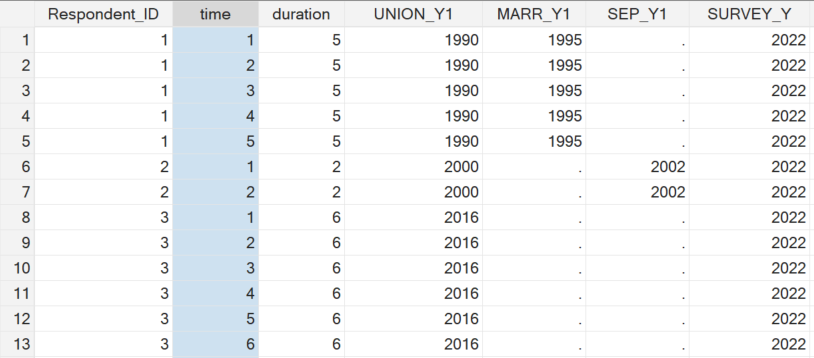 Respondent_ID time duration UNION_Y1 MARR_Y1 SEP_Y1 SURVEY_Y
1 1 1 5 1990 1995 . 2022
2 1 2 5 1990 1995 . 2022
3 1 3 5 1990 1995 . 2022
4 1 4 5 1990 1995 . 2022
5 1 5 5 1990 1995 . 2022
6 2 1 2 2000 . 2002 2022
7 2 2 2 2000 . 2002 2022
8 3 1 6 2016 . . 2022
9 3 2 6 2016 . . 2022
10 3 3 6 2016 . . 2022
11 3 4 6 2016 . . 2022
12 3 5 6 2016 . . 2022
13 3 6 6 2016 . . 2022